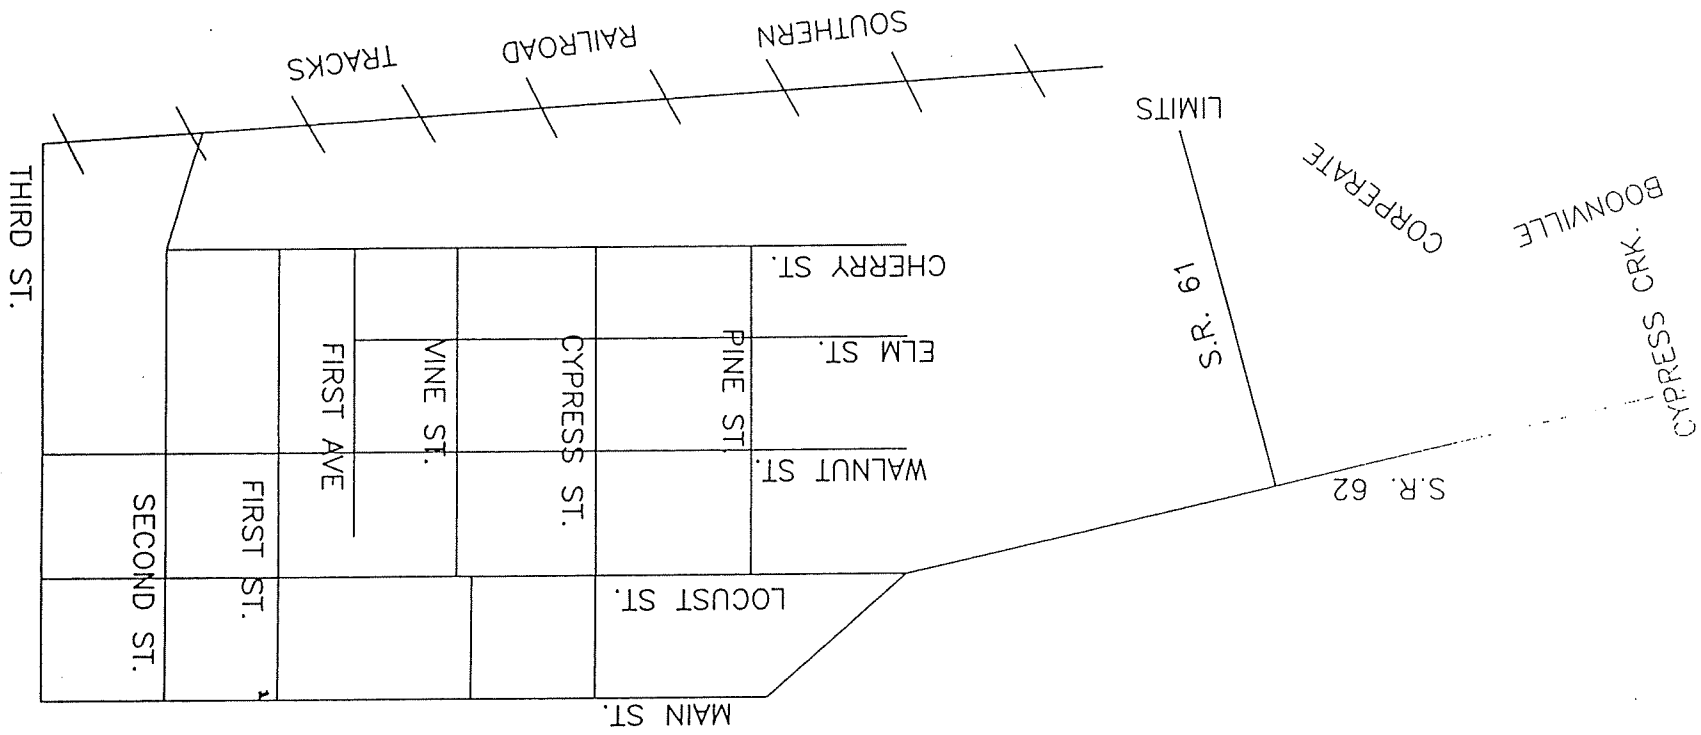 SOUTHERN
RAILROAD
TRACKS
LIMITS
CORPERATE
BOONVILLE
CYPRESS CRK.
THIRD ST.
CHERRY ST.
S.R. 61
ELM ST.
PINE ST.
CYPRESS ST.
VINE ST.
FIRST AVE
WALNUT ST.
S.R. 62
FIRST ST.
SECOND ST.
LOCUST ST.
MAIN ST.